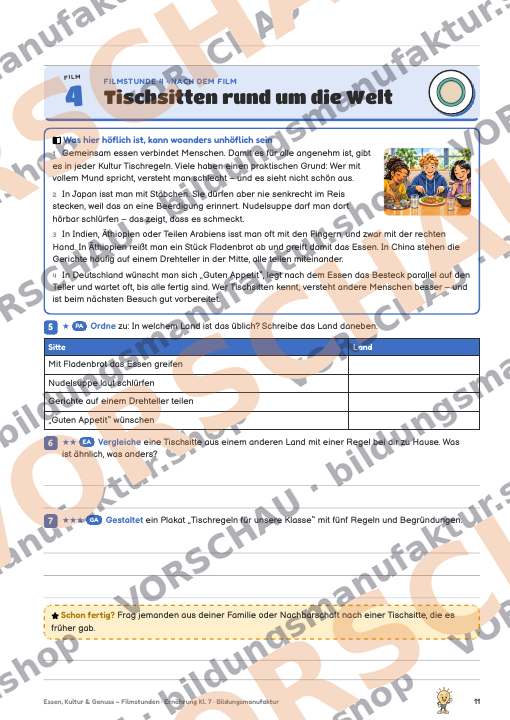 FILM
4
FILMSTUNDE 4 · NACH DEM FILM
Tischsitten rund um die Welt
Was hier höflich ist, kann woanders unhöflich sein
1 Gemeinsam essen verbindet Menschen. Damit es für alle angenehm ist, gibt
es in jeder Kultur Tischregeln. Viele haben einen praktischen Grund: Wer mit
vollem Mund spricht, versteht man schlecht – und es sieht nicht schön aus.
2 In Japan isst man mit Stäbchen. Sie dürfen aber nie senkrecht im Reis
stecken, weil das an eine Beerdigung erinnert. Nudelsuppe darf man dort
hörbar schlürfen – das zeigt, dass es schmeckt.
3 In Indien, Äthiopien oder Teilen Arabiens isst man oft mit den Fingern, und zwar mit der rechten
Hand. In Äthiopien reißt man ein Stück Fladenbrot ab und greift damit das Essen. In China stehen die
Gerichte häufig auf einem Drehteller in der Mitte, alle teilen miteinander.
4 In Deutschland wünscht man sich „Guten Appetit“, legt nach dem Essen das Besteck parallel auf den
Teller und wartet oft, bis alle fertig sind. Wer Tischsitten kennt, versteht andere Menschen besser – und
ist beim nächsten Besuch gut vorbereitet.
5 ★ PA Ordne zu: In welchem Land ist das üblich? Schreibe das Land daneben.
Sitte Land
Mit Fladenbrot das Essen greifen
Nudelsuppe laut schlürfen
Gerichte auf einem Drehteller teilen
„Guten Appetit“ wünschen
6 ★★ EA Vergleiche eine Tischsitte aus einem anderen Land mit einer Regel bei dir zu Hause. Was
ist ähnlich, was anders?
7 ★★★ GA Gestaltet ein Plakat „Tischregeln für unsere Klasse“ mit fünf Regeln und Begründungen.
★ Schon fertig? Frag jemanden aus deiner Familie oder Nachbarschaft nach einer Tischsitte, die es
früher gab.
Essen, Kultur & Genuss – Filmstunden · Ernährung Kl. 7 · Bildungsmanufaktur
11
VORSCHAU · bildungsmanufaktur.shop